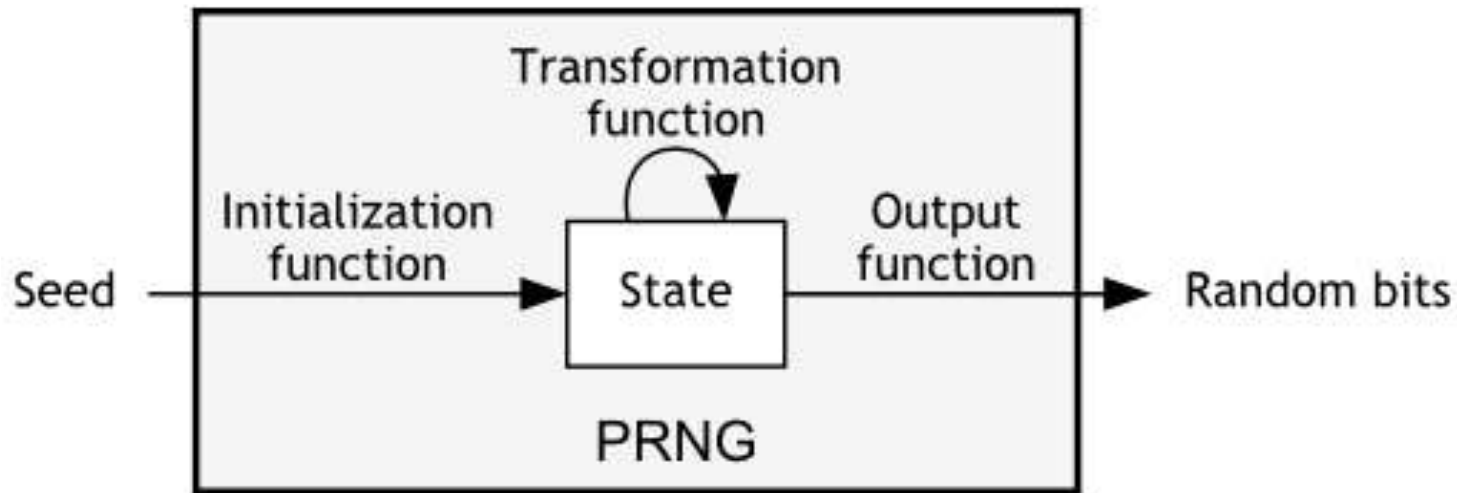 Transformation
function
Initialization
function
Output
function
Seed
State
Random bits
PRNG